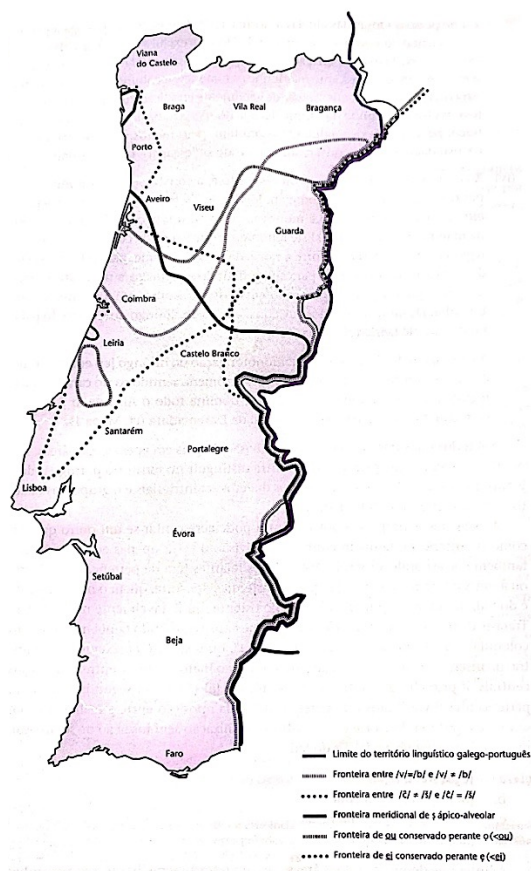 Viana
do Castelo
Braga
Vila Real
Bragança
Porto
Aveiro
Viseu
Guarda
Coimbra
Leiria
Castelo Branco
Santarém
Portalegre
Lisboa
Évora
Setúbal
Beja
Faro
Limite do território linguístico galego-português
Fronteira entre /v/=/b/ e /v/ ≠ /b/
Fronteira entre /č/ ≠ /š/ e /č/ = /š/
Fronteira meridional de ş ápico-alveolar
Fronteira de ou conservado perante ọ (<ou)
Fronteira de ei conservado perante ẹ (<ei)